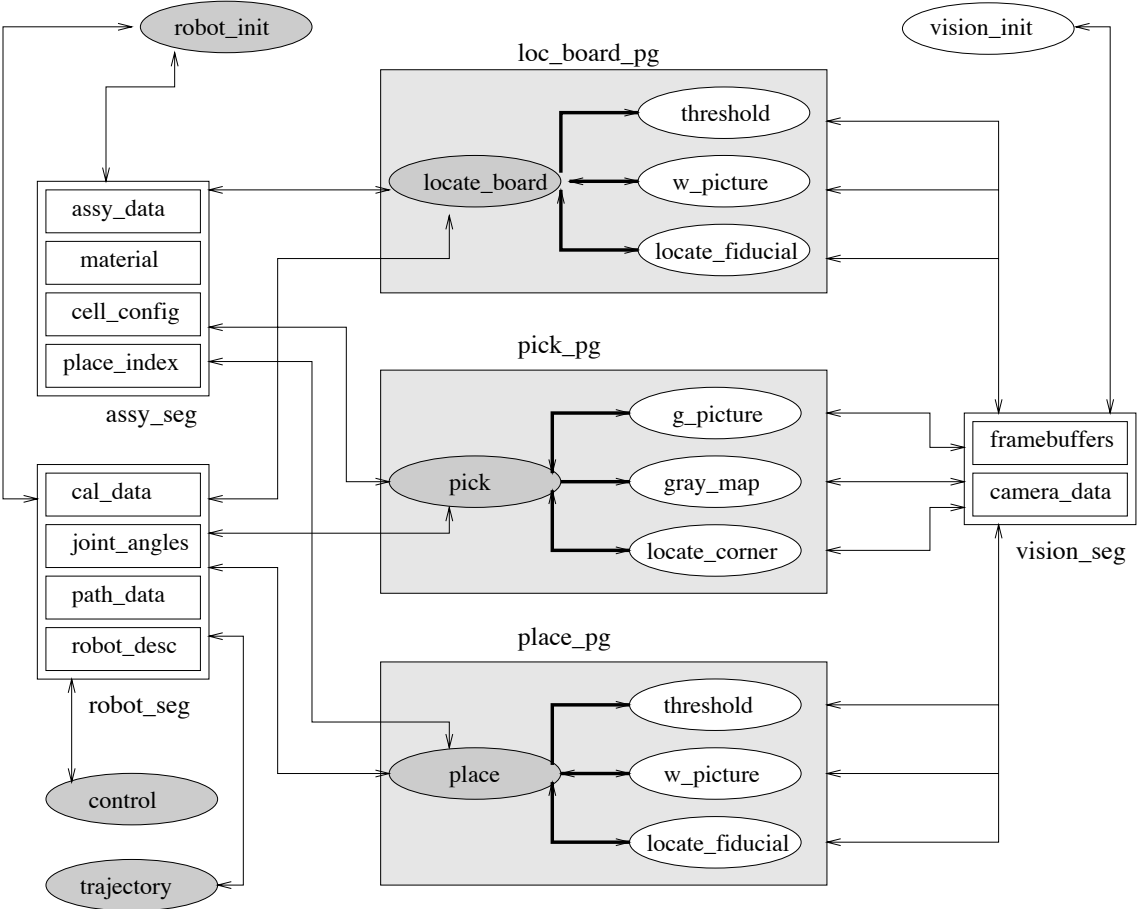 robot_init
vision_init
loc_board_pg
threshold
locate_board
w_picture
locate_fiducial
assy_data
material
cell_config
place_index
assy_seg
pick_pg
g_picture
pick
gray_map
locate_corner
framebuffers
camera_data
vision_seg
cal_data
joint_angles
path_data
robot_desc
robot_seg
place_pg
threshold
place
w_picture
locate_fiducial
control
trajectory